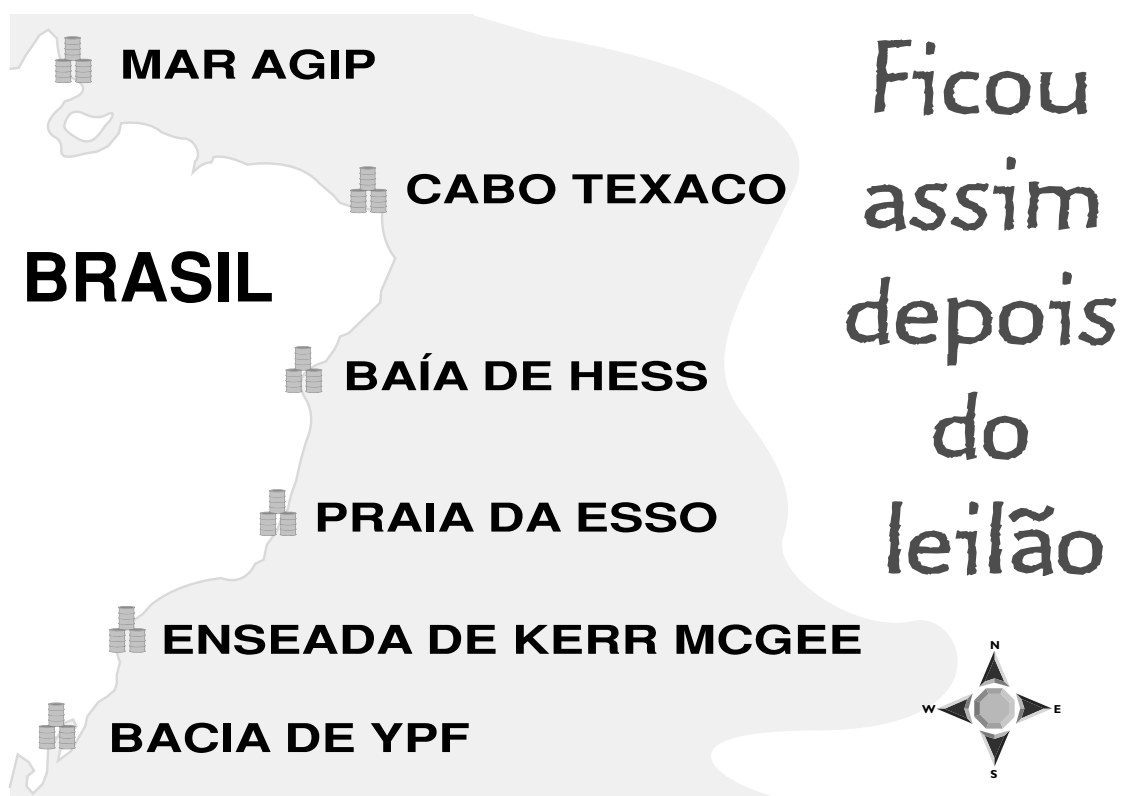 MAR AGIP
CABO TEXACO
BRASIL
BAÍA DE HESS
PRAIA DA ESSO
ENSEADA DE KERR MCGEE
BACIA DE YPF
Ficou
assim
depois
do
leilão
N
W
E
S